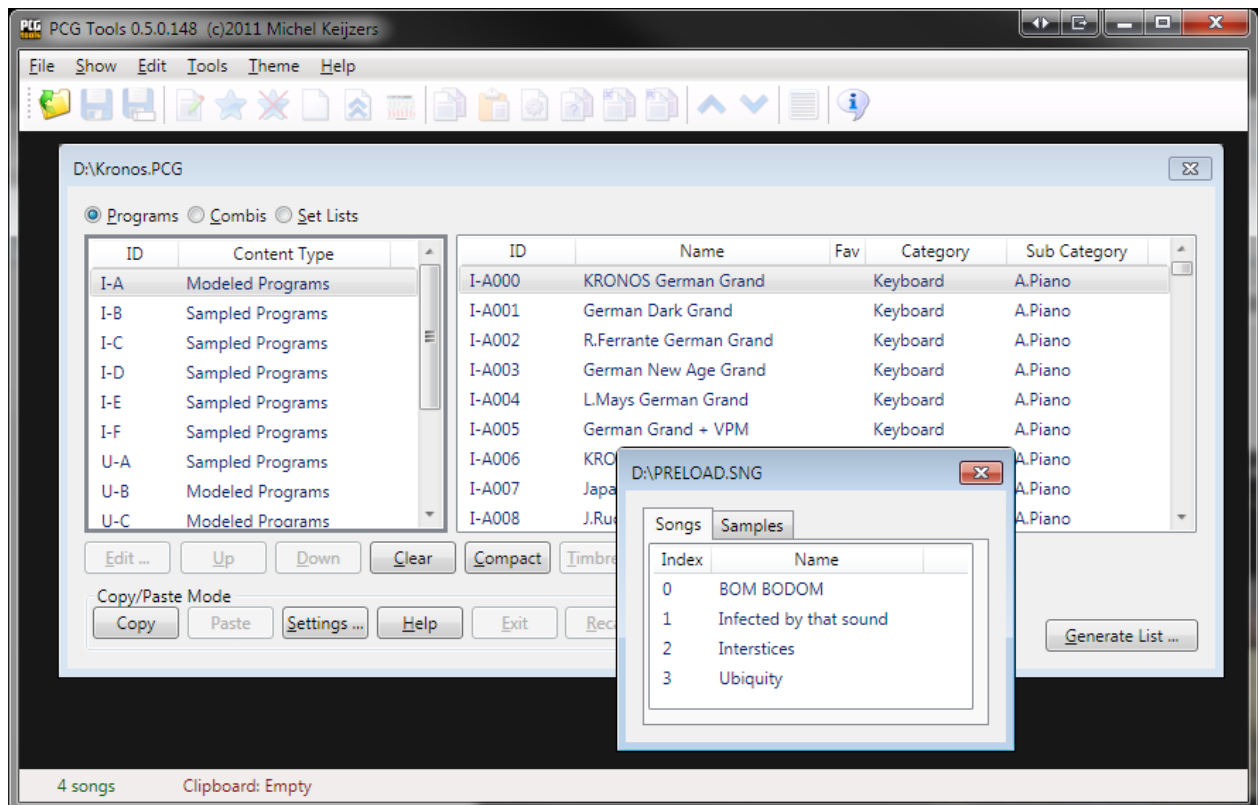 PCG Tools 0.5.0.148 (c)2011 Michel Keijzers
File Show Edit Tools Theme Help
D:\Kronos.PCG
Programs Combis Set Lists
ID Content Type
I-A Modeled Programs
I-B Sampled Programs
I-C Sampled Programs
I-D Sampled Programs
I-E Sampled Programs
I-F Sampled Programs
U-A Sampled Programs
U-B Modeled Programs
U-C Modeled Programs
ID Name Fav Category Sub Category
I-A000 KRONOS German Grand Keyboard A.Piano
I-A001 German Dark Grand Keyboard A.Piano
I-A002 R.Ferrante German Grand Keyboard A.Piano
I-A003 German New Age Grand Keyboard A.Piano
I-A004 L.Mays German Grand Keyboard A.Piano
I-A005 German Grand + VPM Keyboard A.Piano
I-A006 KRO A.Piano
I-A007 Japa A.Piano
I-A008 J.Ru A.Piano
Edit ... Up Down Clear Compact Timbre
Copy/Paste Mode
Copy Paste Settings ... Help Exit Rec
Generate List ...
D:\PRELOAD.SNG
Songs Samples
Index Name
0 BOM BODOM
1 Infected by that sound
2 Interstices
3 Ubiquity
4 songs Clipboard: Empty